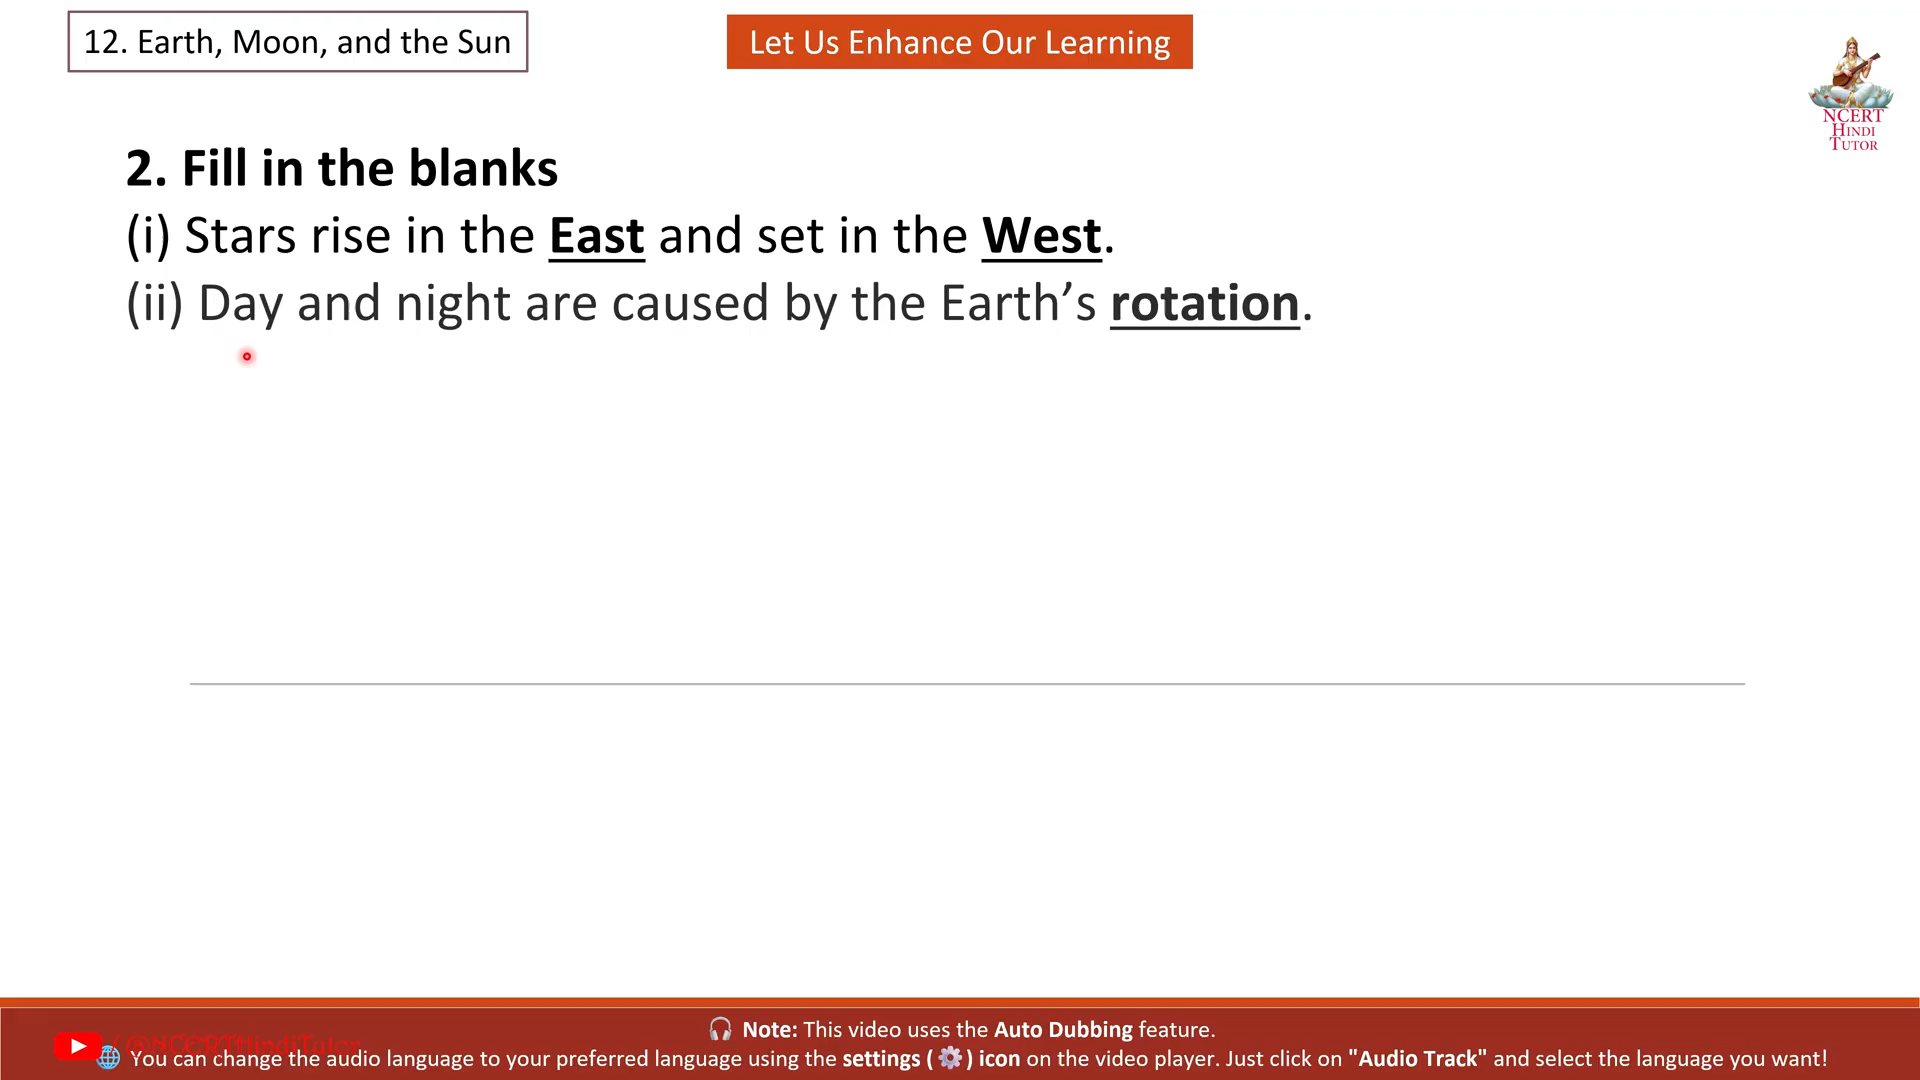 12. Earth, Moon, and the Sun
Let Us Enhance Our Learning
NCERT
HINDI
TUTOR
2. Fill in the blanks
(i) Stars rise in the East and set in the West.
(ii) Day and night are caused by the Earth’s rotation.
🎧 Note: This video uses the Auto Dubbing feature.
🌐 You can change the audio language to your preferred language using the settings ( ⚙️ ) icon on the video player. Just click on "Audio Track" and select the language you want!